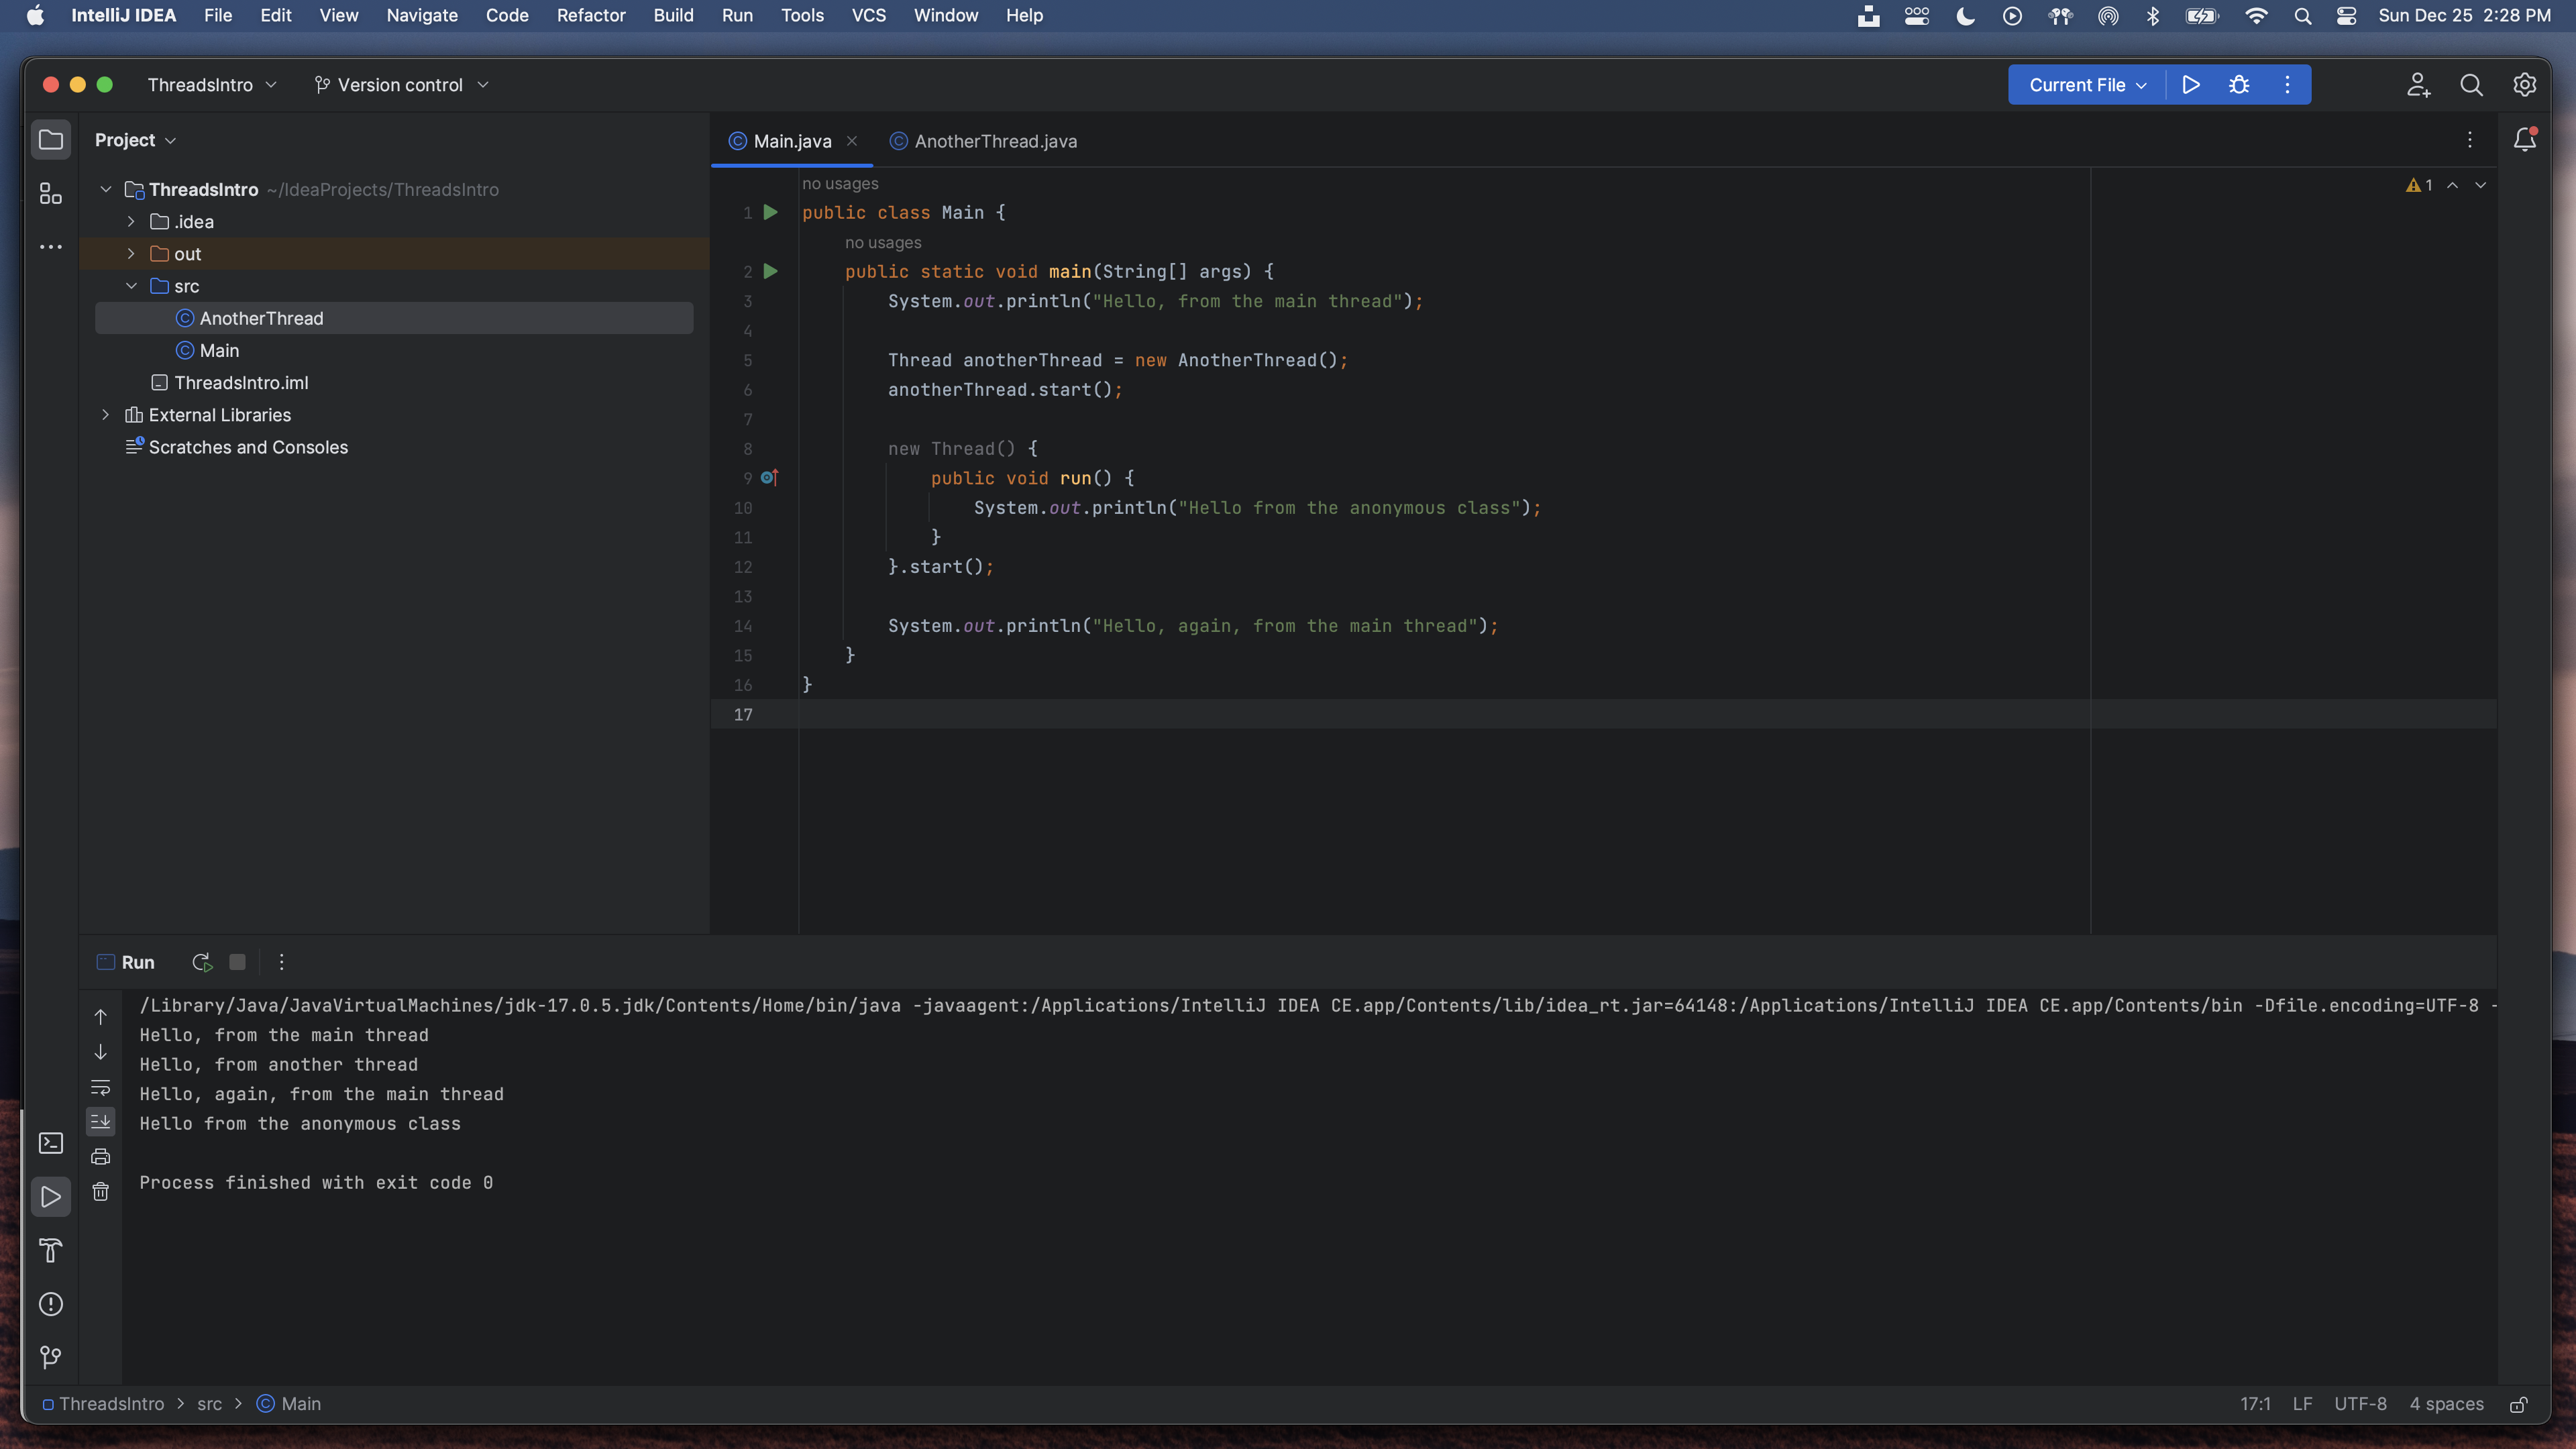 IntelliJ IDEA File Edit View Navigate Code Refactor Build Run Tools VCS Window Help Sun Dec 25 2:28 PM
ThreadsIntro Version control Current File
Project
ThreadsIntro ~/IdeaProjects/ThreadsIntro
.idea
out
src
AnotherThread
Main
ThreadsIntro.iml
External Libraries
Scratches and Consoles
Main.java AnotherThread.java
no usages
1 public class Main {
no usages
2 public static void main(String[] args) {
3 System.out.println("Hello, from the main thread");
4
5 Thread anotherThread = new AnotherThread();
6 anotherThread.start();
7
8 new Thread() {
9 public void run() {
10 System.out.println("Hello from the anonymous class");
11 }
12 }.start();
13
14 System.out.println("Hello, again, from the main thread");
15 }
16 }
17
1
Run
/Library/Java/JavaVirtualMachines/jdk-17.0.5.jdk/Contents/Home/bin/java -javaagent:/Applications/IntelliJ IDEA CE.app/Contents/lib/idea_rt.jar=64148:/Applications/IntelliJ IDEA CE.app/Contents/bin -Dfile.encoding=UTF-8 -
Hello, from the main thread
Hello, from another thread
Hello, again, from the main thread
Hello from the anonymous class
Process finished with exit code 0
ThreadsIntro > src > Main 17:1 LF UTF-8 4 spaces